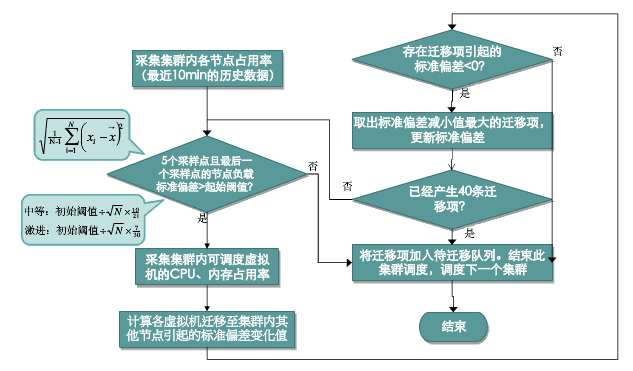 采集集群内各节点占用率
(最近10min的历史数据)
√(1/(N-1) ∑_{i=1}^{N} (x_i - x̄)²)
5个采样点且最后一
个采样点的节点负载
标准偏差>起始阈值?
否
是
中等:初始阈值÷√N×10/21
激进:初始阈值÷√N×7/30
采集集群内可调度虚拟
机的CPU、内存占用率
计算各虚拟机迁移至集群内其
他节点引起的标准偏差变化值
存在迁移项引起的
标准偏差<0?
否
是
取出标准偏差减小值最大的迁移项,
更新标准偏差
已经产生40条迁
移项?
否
是
将迁移项加入待迁移队列。结束此
集群调度,调度下一个集群
结束